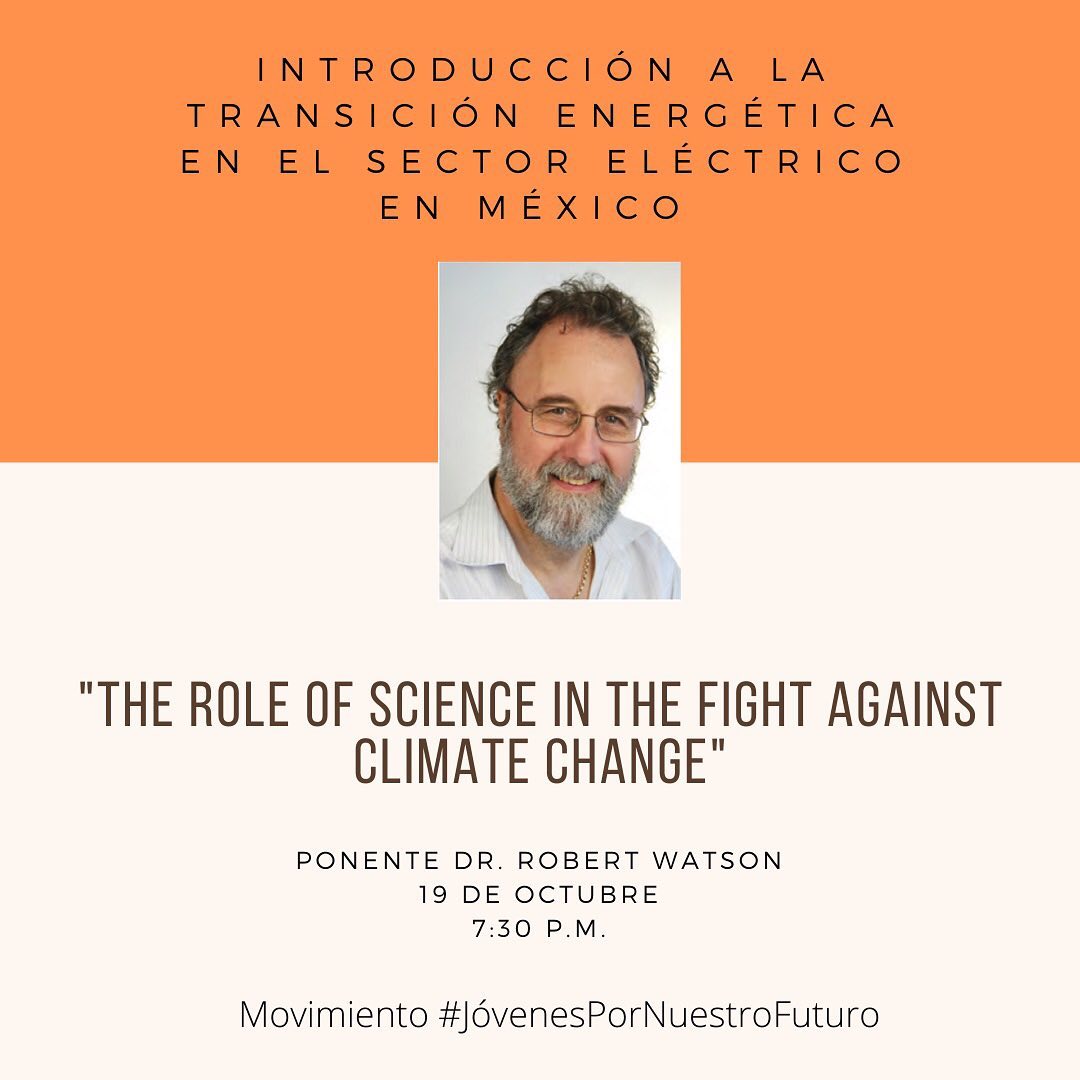 INTRODUCCIÓN A LA
TRANSICIÓN ENERGÉTICA
EN EL SECTOR ELÉCTRICO
EN MÉXICO
"THE ROLE OF SCIENCE IN THE FIGHT AGAINST
CLIMATE CHANGE"
PONENTE DR. ROBERT WATSON
19 DE OCTUBRE
7:30 P.M.
Movimiento #JóvenesPorNuestroFuturo